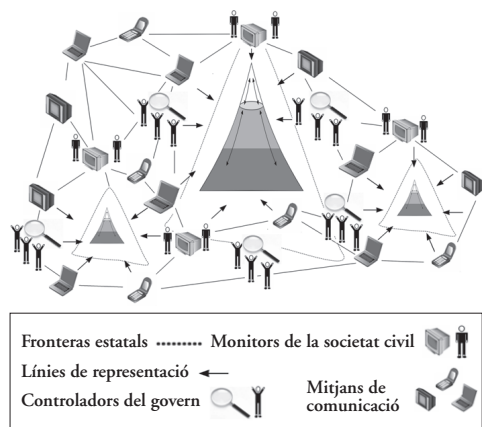 Fronteras estatals Monitors de la societat civil
Línies de representació
Controladors del govern
Mitjans de
comunicació